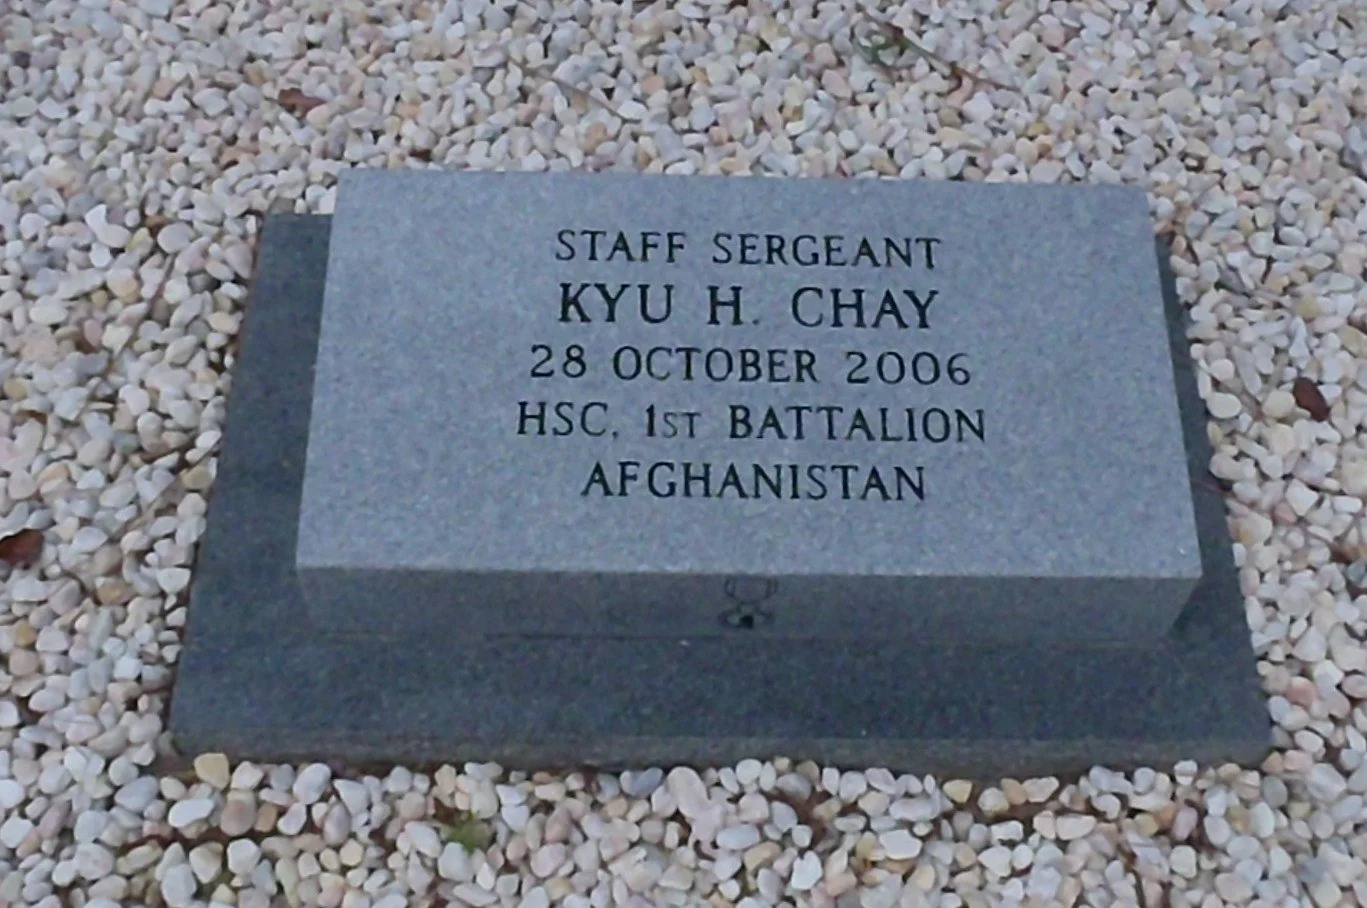 STAFF SERGEANT
KYU H. CHAY
28 OCTOBER 2006
HSC, 1ST BATTALION
AFGHANISTAN